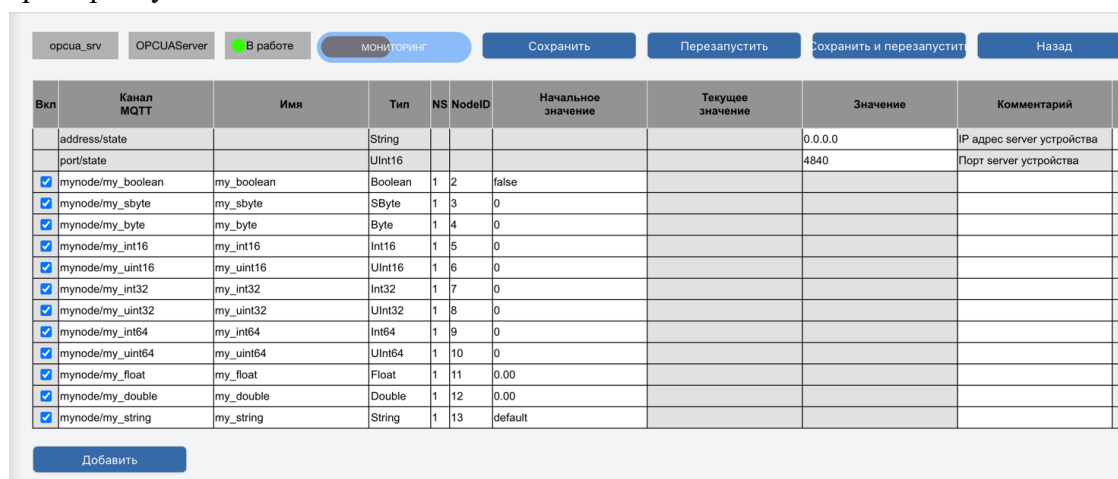 opcua_srv OPCUAServer В работе МОНИТОРИНГ Сохранить Перезапустить Сохранить и перезапустить Назад
Вкл Канал MQTT Имя Тип NS NodeID Начальное значение Текущее значение Значение Комментарий
address/state String 0.0.0.0 IP адрес server устройства
port/state UInt16 4840 Порт server устройства
mynode/my_boolean my_boolean Boolean 1 2 false
mynode/my_sbyte my_sbyte SByte 1 3 0
mynode/my_byte my_byte Byte 1 4 0
mynode/my_int16 my_int16 Int16 1 5 0
mynode/my_uint16 my_uint16 UInt16 1 6 0
mynode/my_int32 my_int32 Int32 1 7 0
mynode/my_uint32 my_uint32 UInt32 1 8 0
mynode/my_int64 my_int64 Int64 1 9 0
mynode/my_uint64 my_uint64 UInt64 1 10 0
mynode/my_float my_float Float 1 11 0.00
mynode/my_double my_double Double 1 12 0.00
mynode/my_string my_string String 1 13 default
Добавить